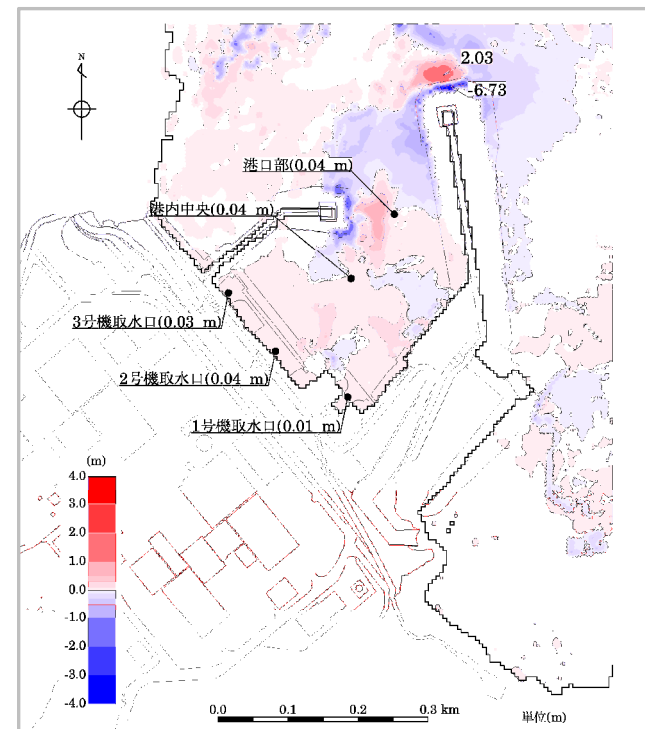 N
2.03
-6.73
港口部(0.04 m)
港内中央(0.04 m)
3号機取水口(0.03 m)
2号機取水口(0.04 m)
1号機取水口(0.01 m)
(m)
4.0
3.0
2.0
1.0
0.0
-1.0
-2.0
-3.0
-4.0
0.0 0.1 0.2 0.3 km
単位(m)